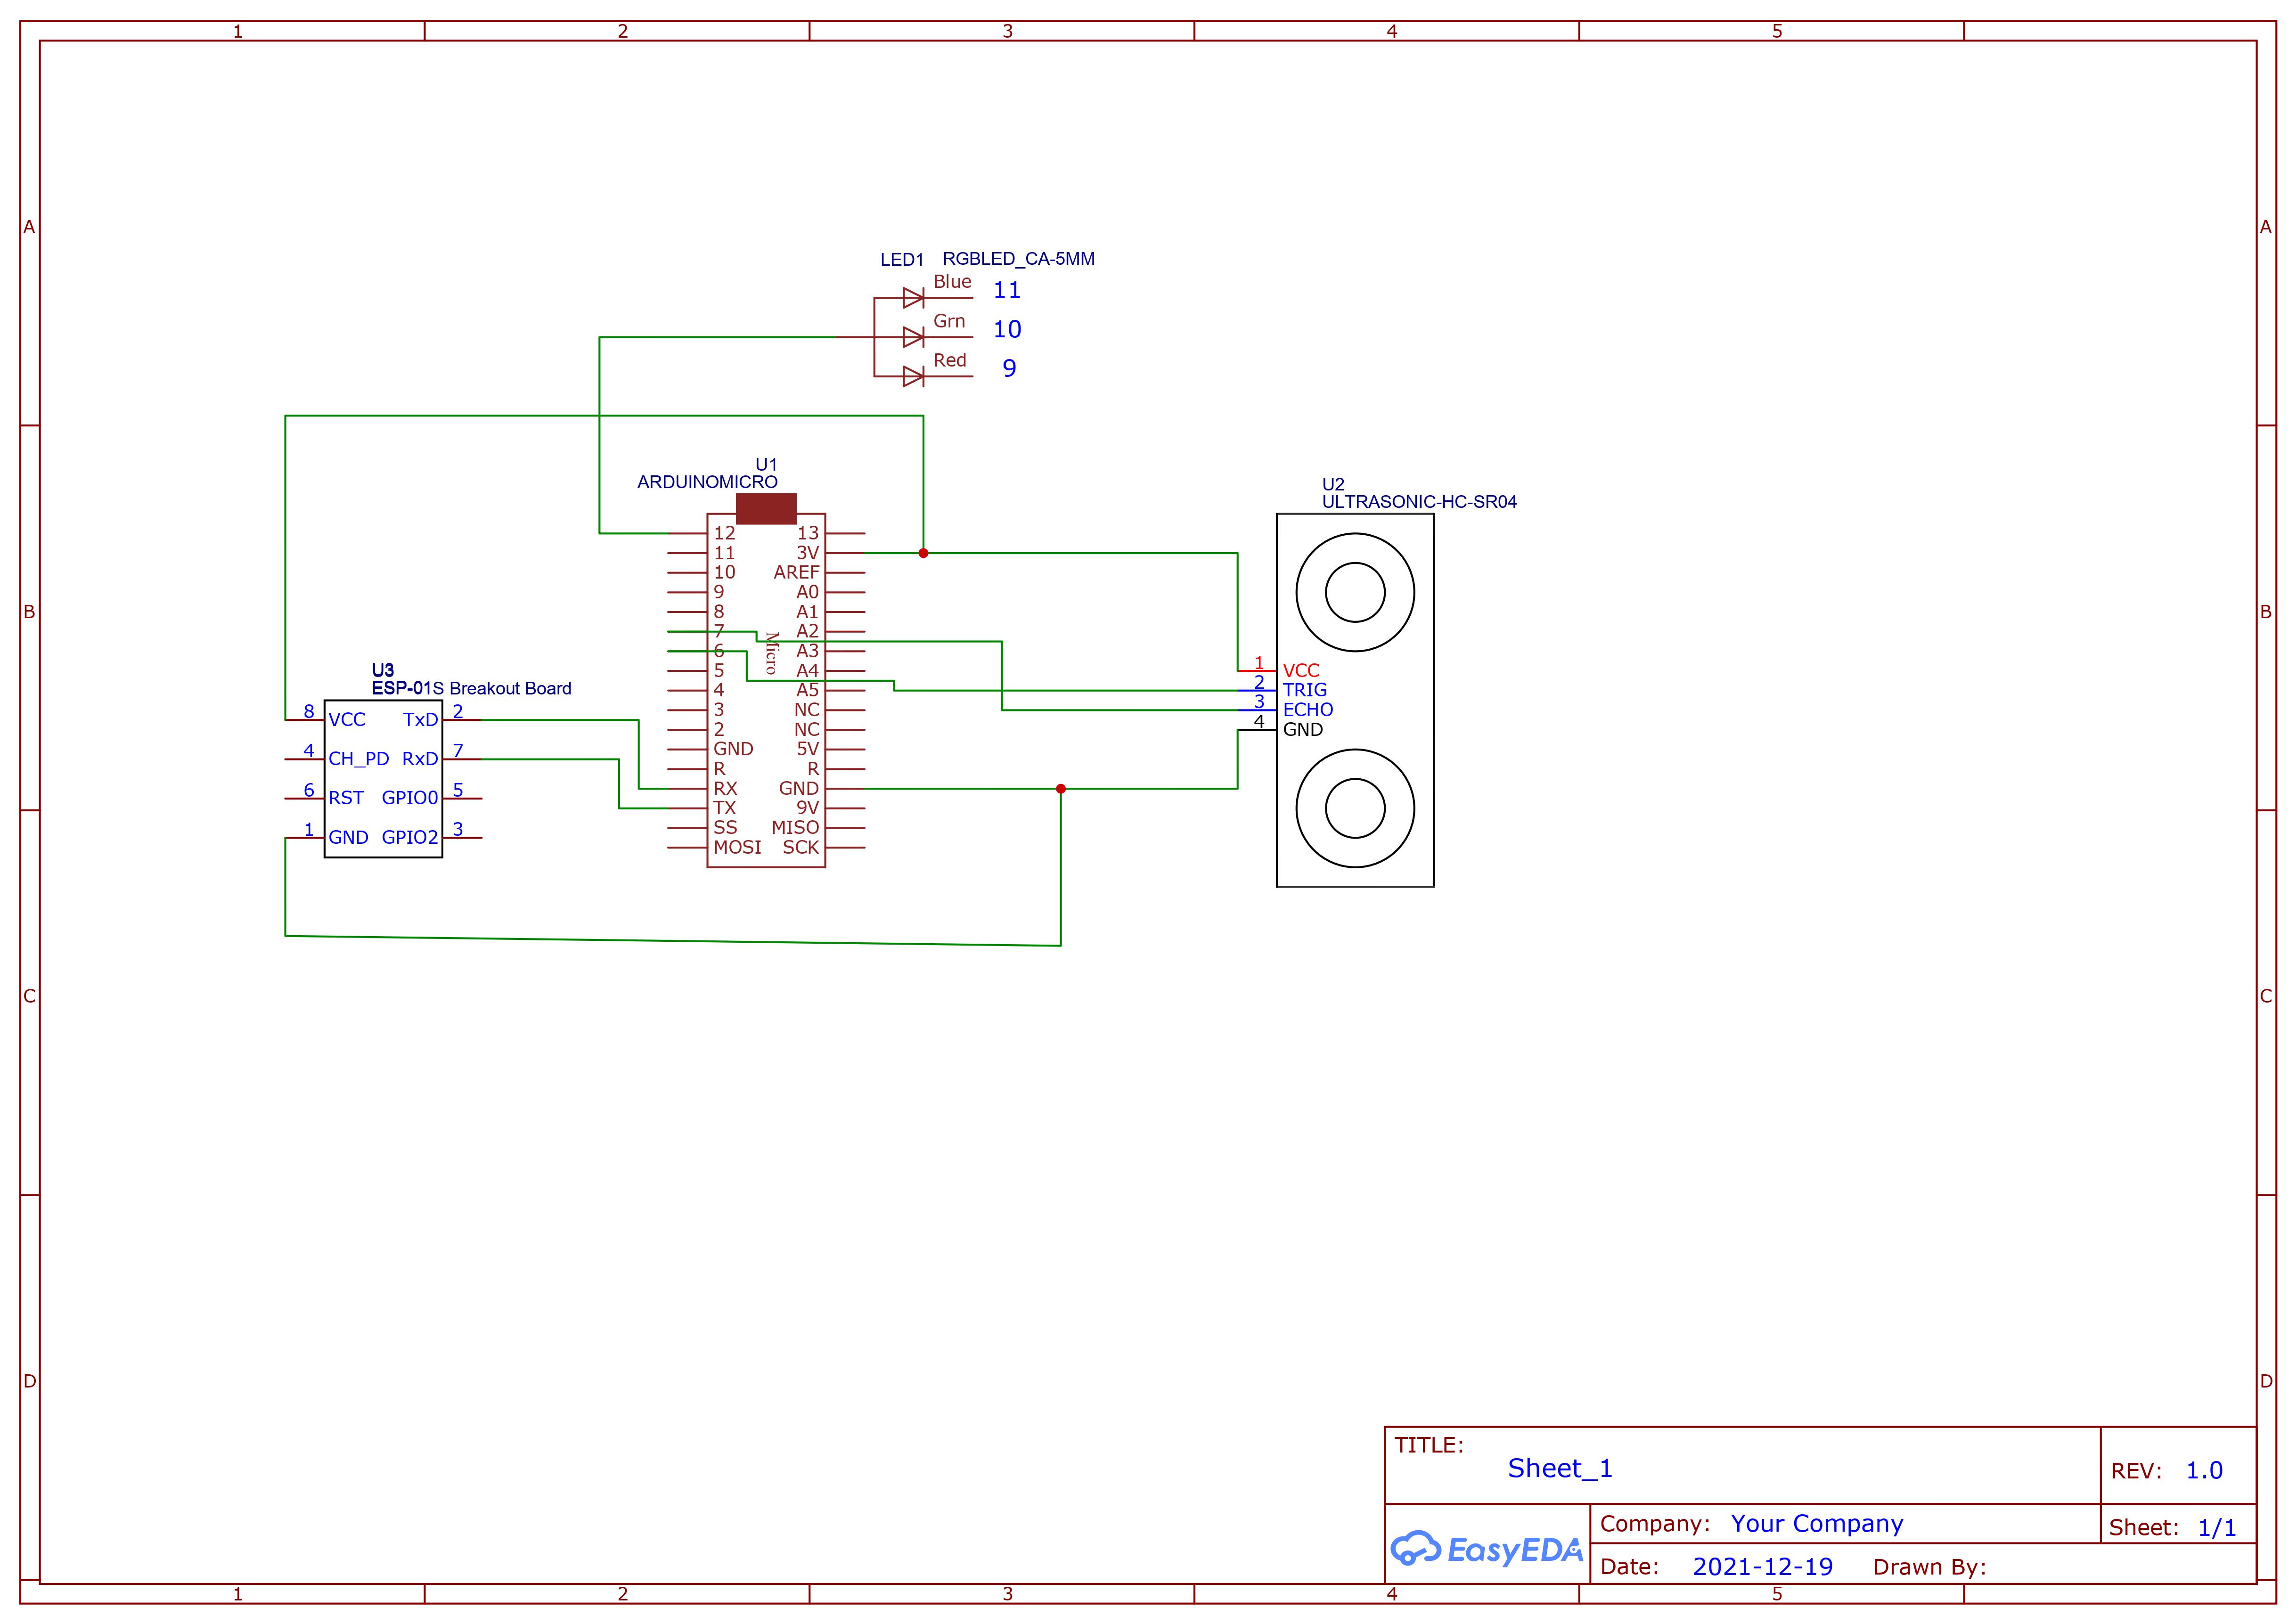 1 2 3 4 5
A A
LED1 RGBLED_CA-5MM
Blue 11
Grn 10
Red 9
U1
ARDUINOMICRO
U2
ULTRASONIC-HC-SR04
12 13
11 3V
10 AREF
9 A0
8 A1
B B
7 A2
6 A3
5 A4
4 A5
3 NC
2 NC
GND 5V
R R
RX GND
TX 9V
SS MISO
MOSI SCK
Micro
1 VCC
2 TRIG
3 ECHO
4 GND
U3
ESP-01S Breakout Board
8 VCC TxD 2
4 CH_PD RxD 7
6 RST GPIO0 5
1 GND GPIO2 3
C C
D D
TITLE:
Sheet_1
REV: 1.0
EasyEDA
Company: Your Company
Sheet: 1/1
Date: 2021-12-19 Drawn By:
1 2 3 4 5